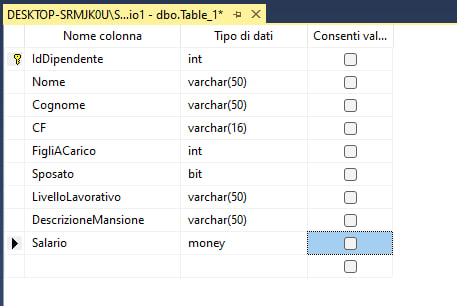 DESKTOP-SRMJK0U\S...io1 - dbo.Table_1*
Nome colonna Tipo di dati Consenti val...
IdDipendente int
Nome varchar(50)
Cognome varchar(50)
CF varchar(16)
FigliACarico int
Sposato bit
LivelloLavorativo varchar(50)
DescrizioneMansione varchar(50)
Salario money